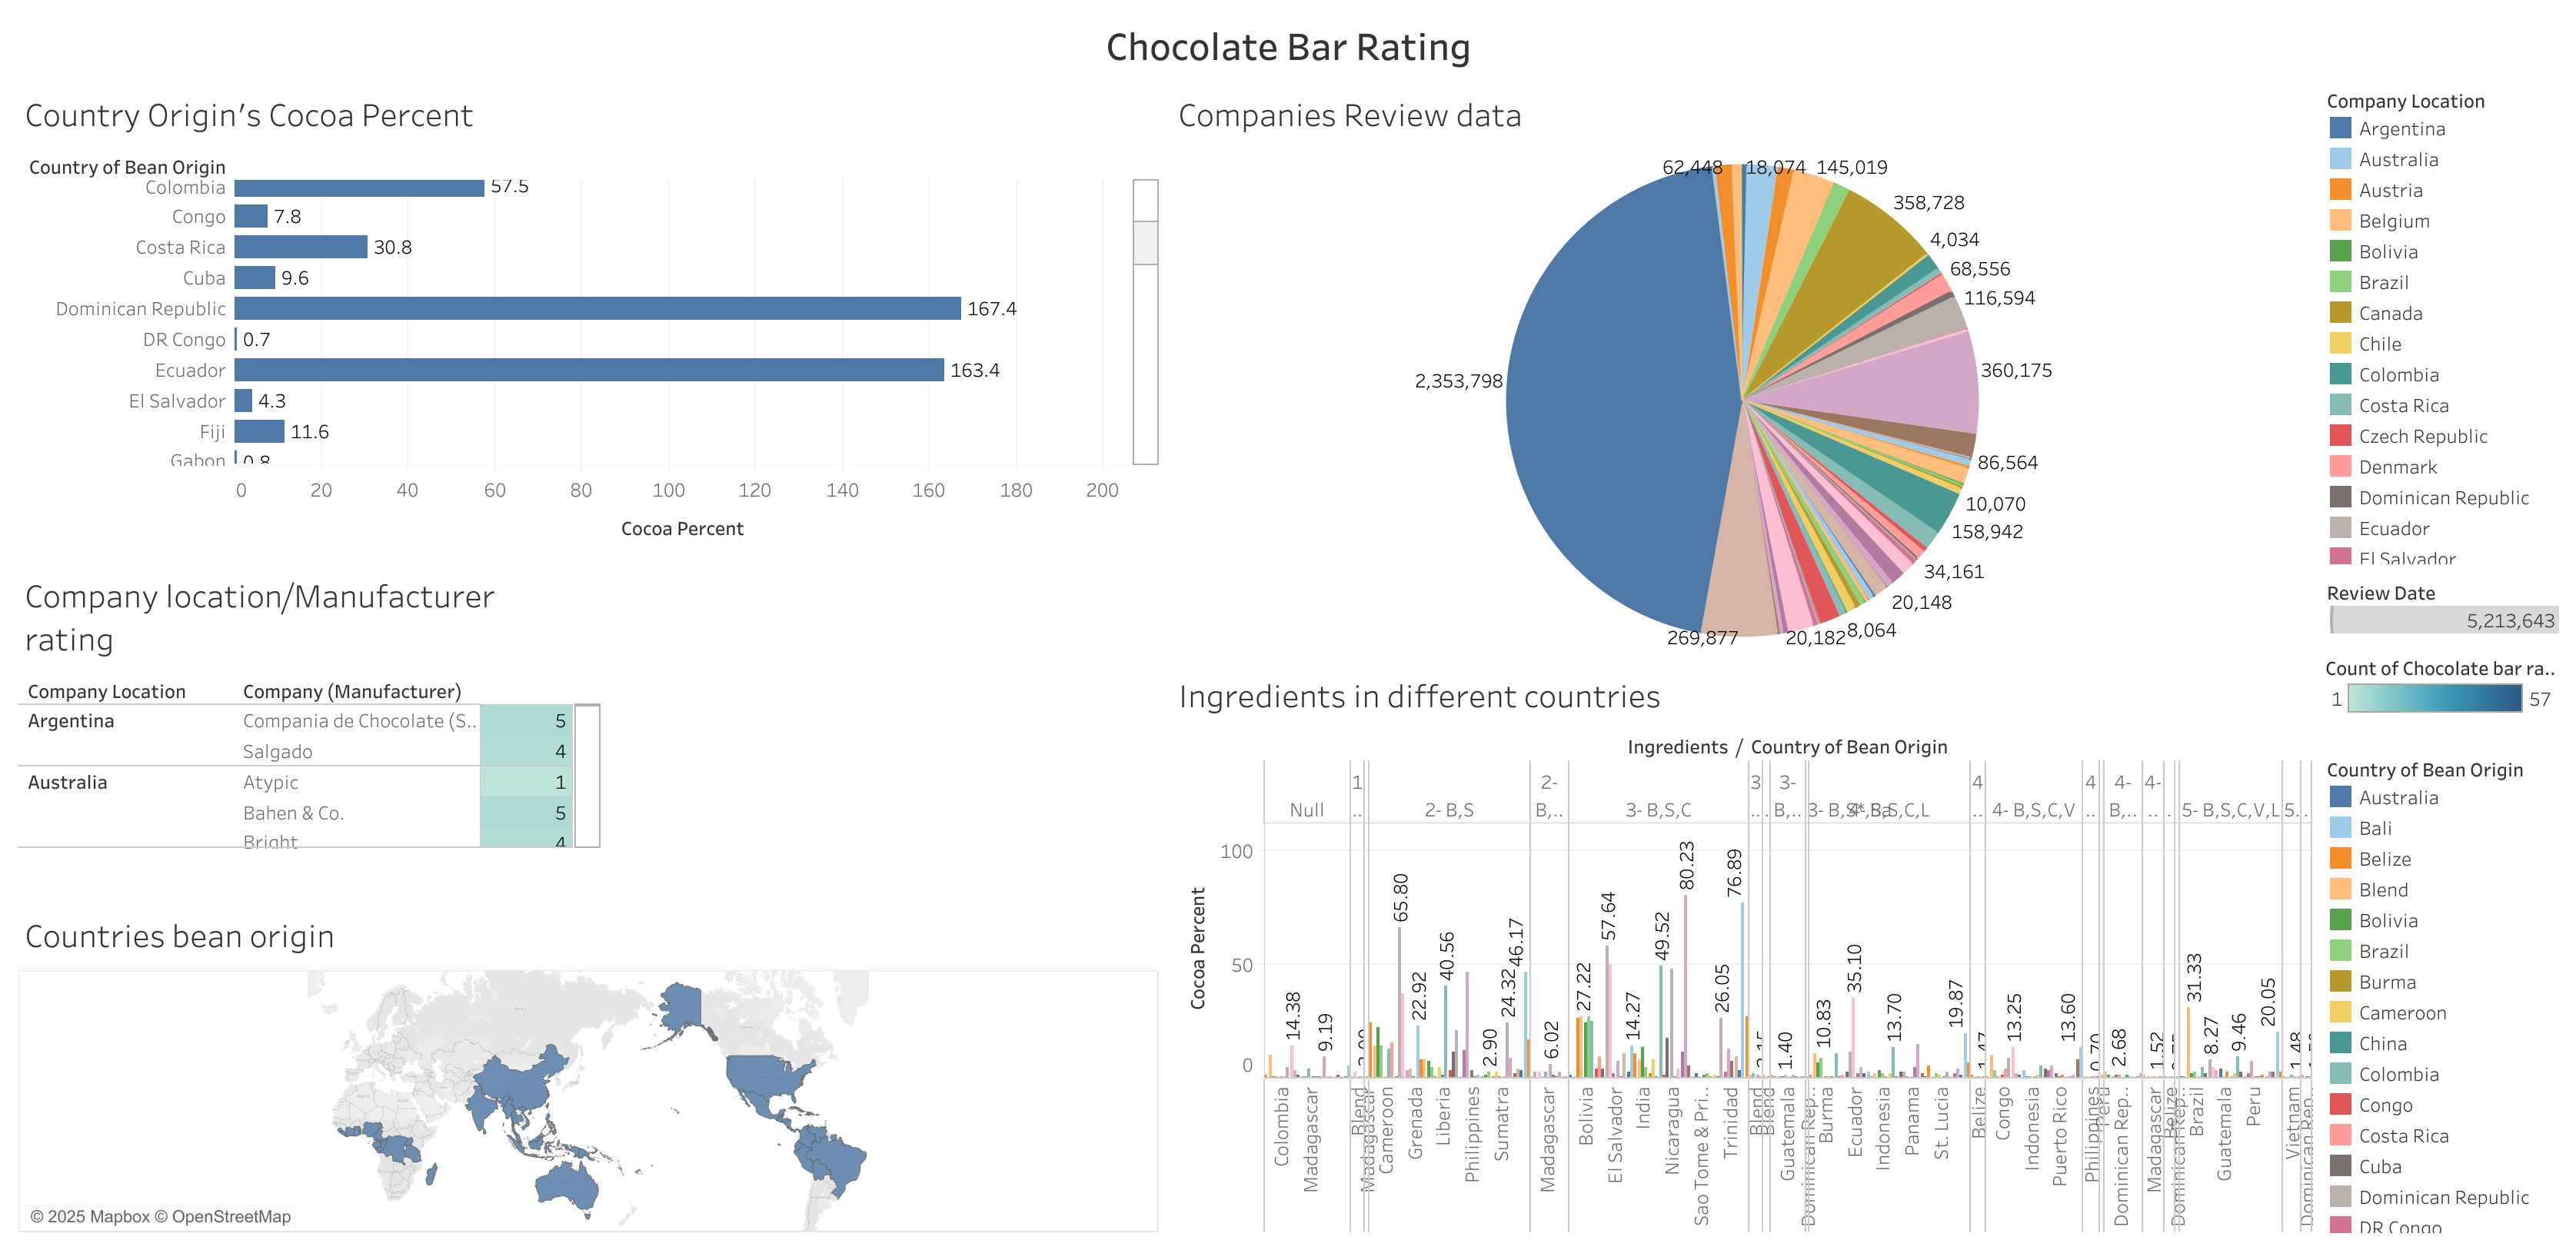 Chocolate Bar Rating
Country Origin's Cocoa Percent
Country of Bean Origin
Colombia 57.5
Congo 7.8
Costa Rica 30.8
Cuba 9.6
Dominican Republic 167.4
DR Congo 0.7
Ecuador 163.4
El Salvador 4.3
Fiji 11.6
Gabon 0.8
0 20 40 60 80 100 120 140 160 180 200
Cocoa Percent
Companies Review data
62,448
18,074
145,019
358,728
4,034
68,556
116,594
360,175
86,564
10,070
158,942
34,161
20,148
8,064
20,182
269,877
2,353,798
Company Location
Argentina
Australia
Austria
Belgium
Bolivia
Brazil
Canada
Chile
Colombia
Costa Rica
Czech Republic
Denmark
Dominican Republic
Ecuador
El Salvador
Review Date
5,213,643
Count of Chocolate bar ra..
1 57
Company location/Manufacturer
rating
Company Location Company (Manufacturer)
Argentina Compania de Chocolate (S.. 5
Salgado 4
Australia Atypic 1
Bahen & Co. 5
Bright 4
Countries bean origin
© 2025 Mapbox © OpenStreetMap
Ingredients in different countries
Ingredients / Country of Bean Origin
1 2- 3 3- 4 4 4- 4-
Null .. 2- B,S B,.. 3- B,S,C ... B,.. .. 4- B,S,C,V .. B,.. .. . 5- B,S,C,V,L 5. .
Cocoa Percent
100
50
0
14.38
9.19
65.80
22.92
40.56
2.90
24.32
46.17
6.02
27.22
57.64
14.27
49.52
80.23
26.05
76.89
1.40
10.83
35.10
13.70
19.87
13.25
13.60
2.68
1.52
31.33
8.27
9.46
20.05
1.48
Colombia
Madagascar
Blend
Madagascar
Cameroon
Grenada
Liberia
Philippines
Sumatra
Madagascar
Bolivia
El Salvador
India
Nicaragua
Sao Tome & Pri..
Trinidad
Blend
Blend
Guatemala
Dominican Rep..
Burma
Ecuador
Indonesia
Panama
St. Lucia
Belize
Congo
Indonesia
Puerto Rico
Philippines
Peru
Dominican Rep..
Madagascar
Belize
Dominican Rep..
Brazil
Guatemala
Peru
Vietnam
Dominican Rep..
Country of Bean Origin
Australia
Bali
Belize
Blend
Bolivia
Brazil
Burma
Cameroon
China
Colombia
Congo
Costa Rica
Cuba
Dominican Republic
DR Congo